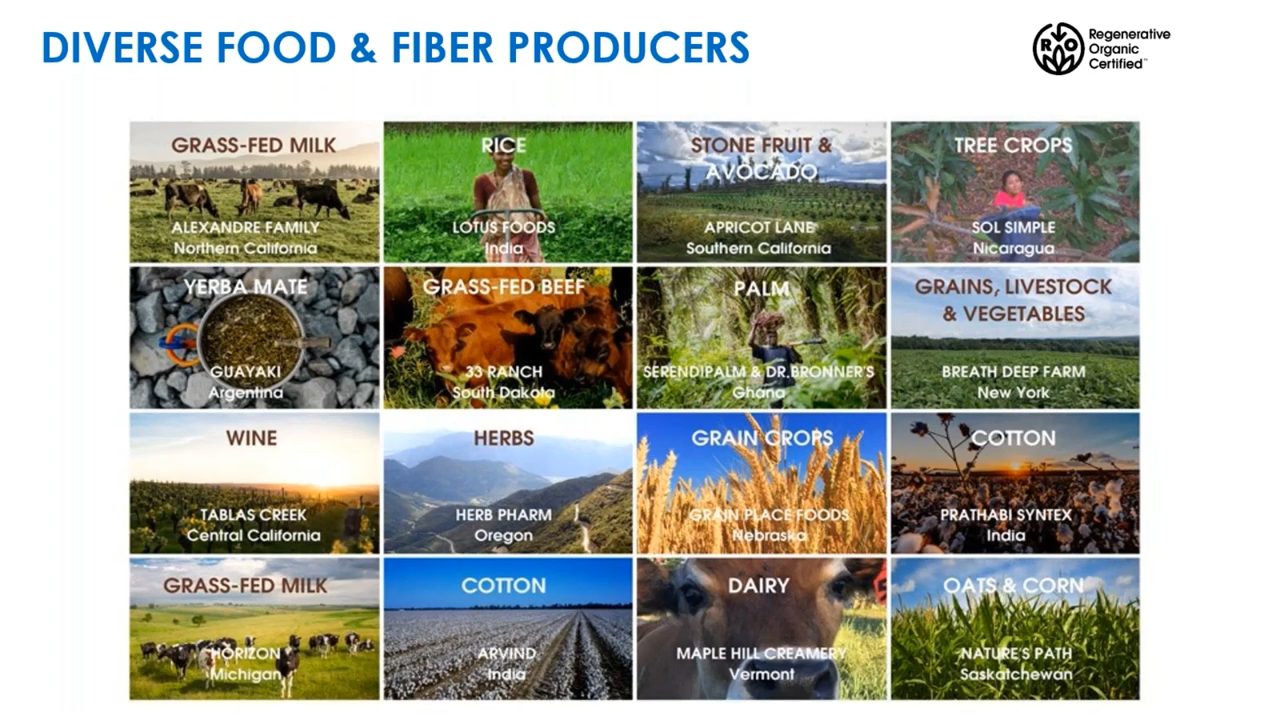 DIVERSE FOOD & FIBER PRODUCERS
Regenerative
Organic
Certified™
GRASS-FED MILK
ALEXANDRE FAMILY
Northern California
RICE
LOTUS FOODS
India
STONE FRUIT &
AVOCADO
APRICOT LANE
Southern California
TREE CROPS
SOL SIMPLE
Nicaragua
YERBA MATE
GUAYAKI
Argentina
GRASS-FED BEEF
33 RANCH
South Dakota
PALM
SERENDIPALM & DR.BRONNER'S
Ghana
GRAINS, LIVESTOCK
& VEGETABLES
BREATH DEEP FARM
New York
WINE
TABLAS CREEK
Central California
HERBS
HERB PHARM
Oregon
GRAIN CROPS
GRAIN PLACE FOODS
Nebraska
COTTON
PRATHABI SYNTEX
India
GRASS-FED MILK
HORIZON
Michigan
COTTON
ARVIND
India
DAIRY
MAPLE HILL CREAMERY
Vermont
OATS & CORN
NATURE'S PATH
Saskatchewan